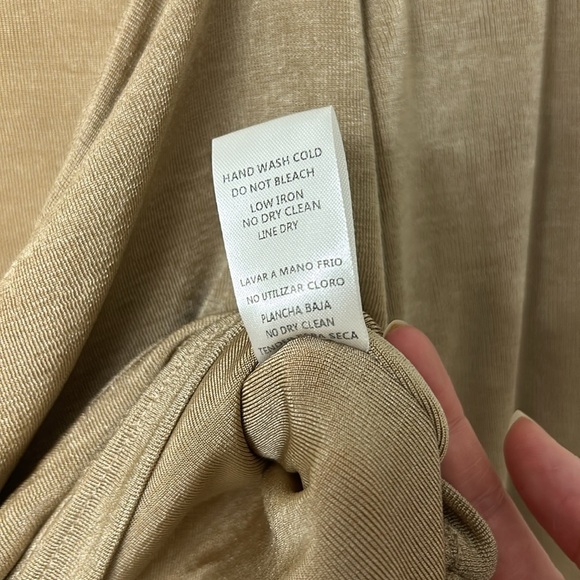 HAND WASH COLD
DO NOT BLEACH
LOW IRON
NO DRY CLEAN
LINE DRY
LAVAR A MANO FRIO
NO UTILIZAR CLORO
PLANCHA BAJA
NO DRY CLEAN
SECA